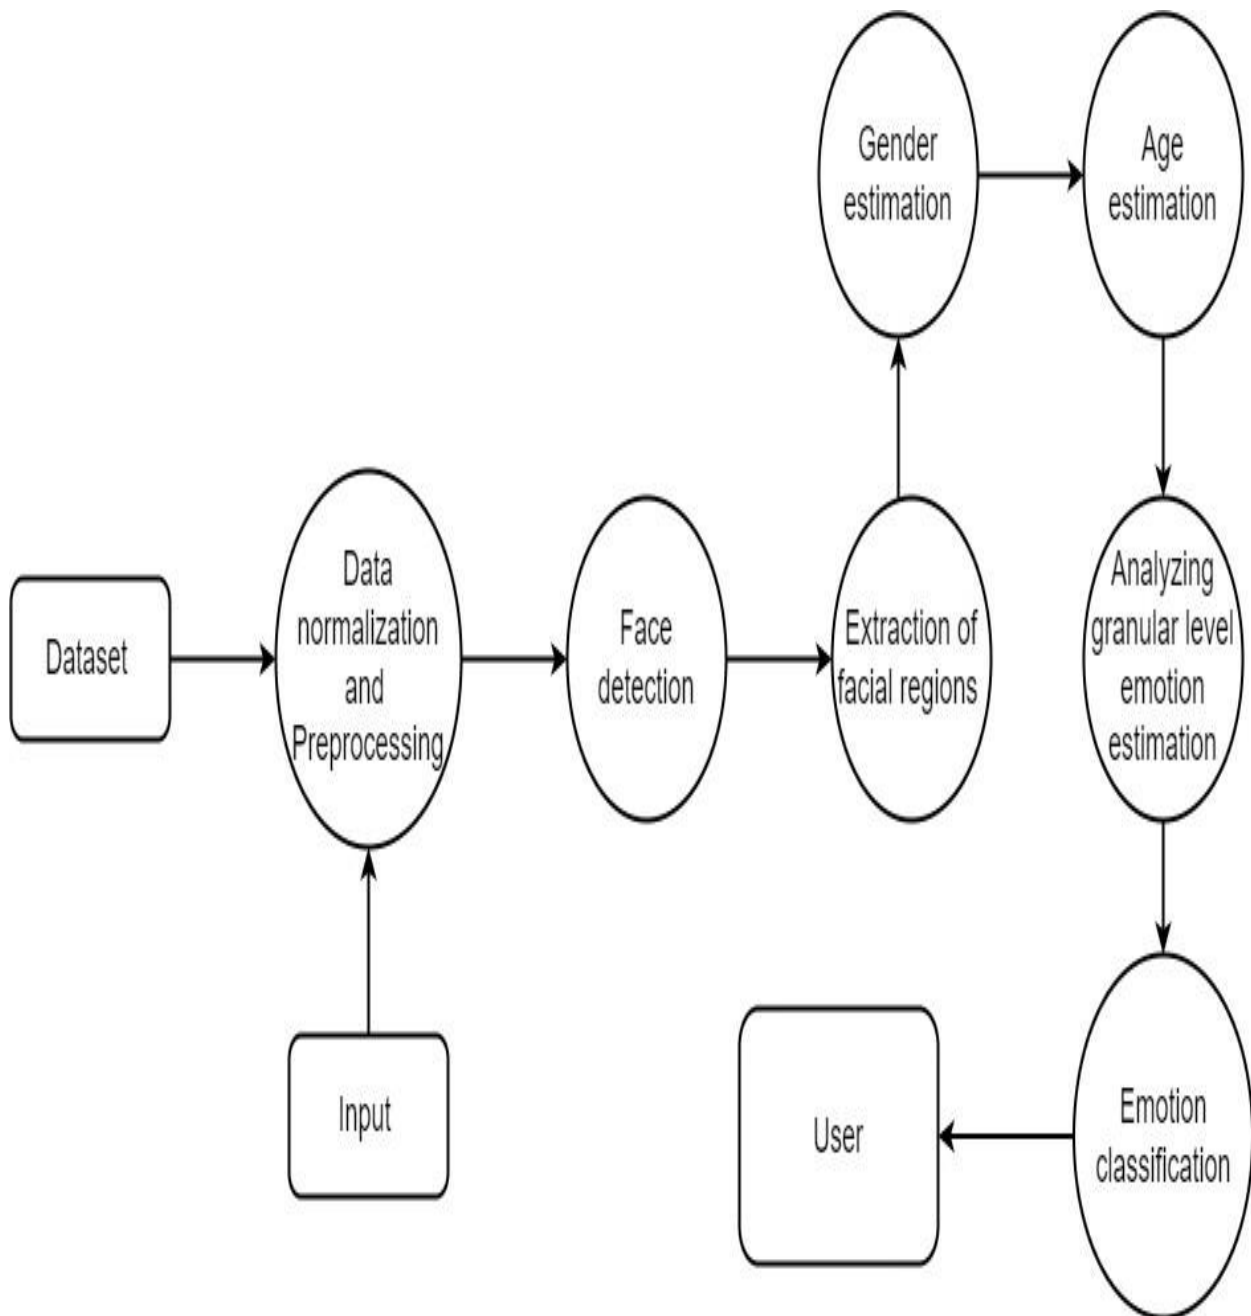 Gender
estimation
Age
estimation
Dataset
Data
normalization
and
Preprocessing
Face
detection
Extraction of
facial regions
Analyzing
granular level
emotion
estimation
Input
User
Emotion
classification